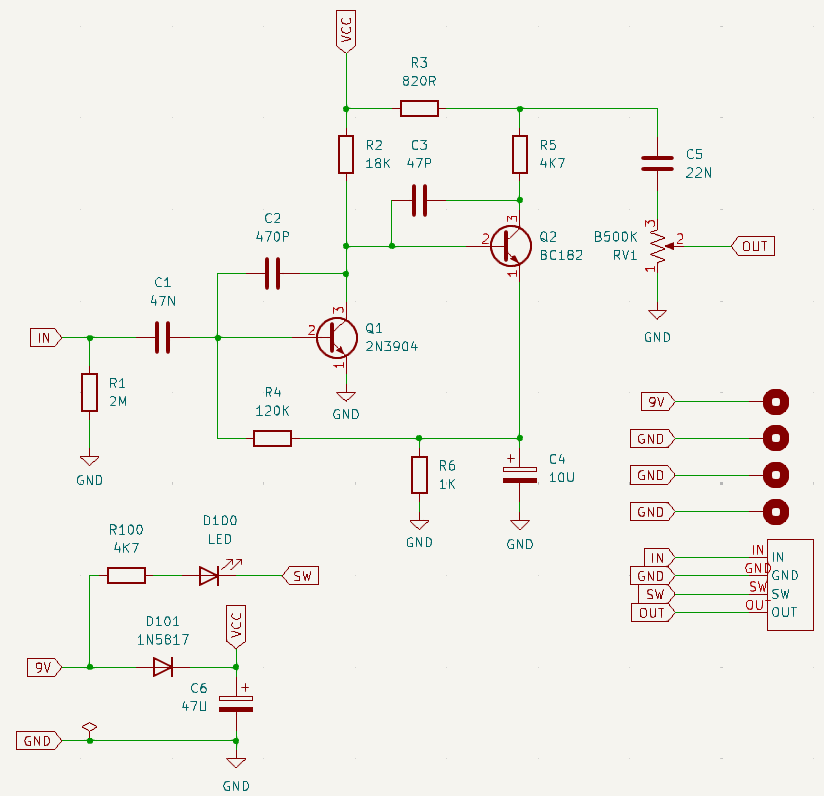 VCC
R3
820R
R2
18K
C3
47P
R5
4K7
C5
22N
C2
470P
3
2
Q2
BC182
1
B500K
RV1
3
2
1
OUT
GND
C1
47N
IN
3
2
Q1
2N3904
1
GND
R1
2M
GND
R4
120K
R6
1K
GND
+
C4
10U
GND
9V
GND
GND
GND
R100
4K7
D100
LED
SW
IN
IN
IN
GND
GND
GND
SW
SW
SW
OUT
OUT
OUT
D101
1N5817
VCC
9V
C6
47U
+
GND
GND